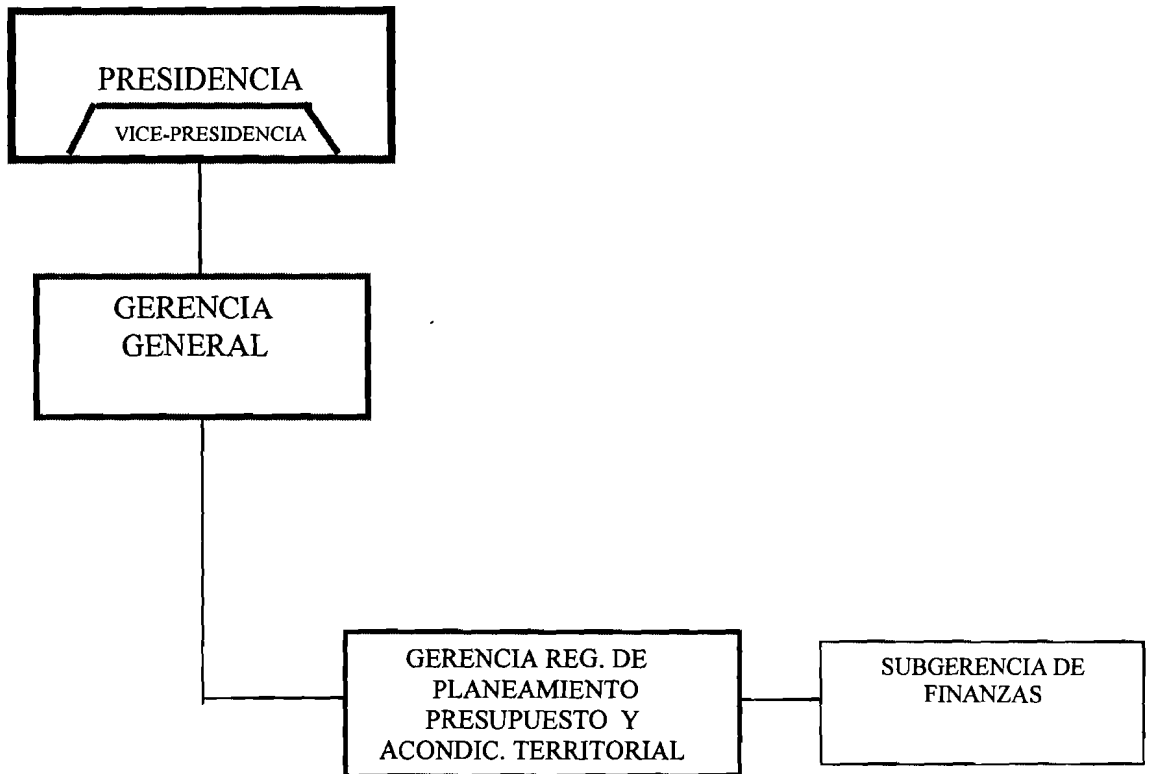 PRESIDENCIA
VICE-PRESIDENCIA
GERENCIA
GENERAL
GERENCIA REG. DE
PLANEAMIENTO
PRESUPUESTO Y
ACONDIC. TERRITORIAL
SUBGERENCIA DE
FINANZAS